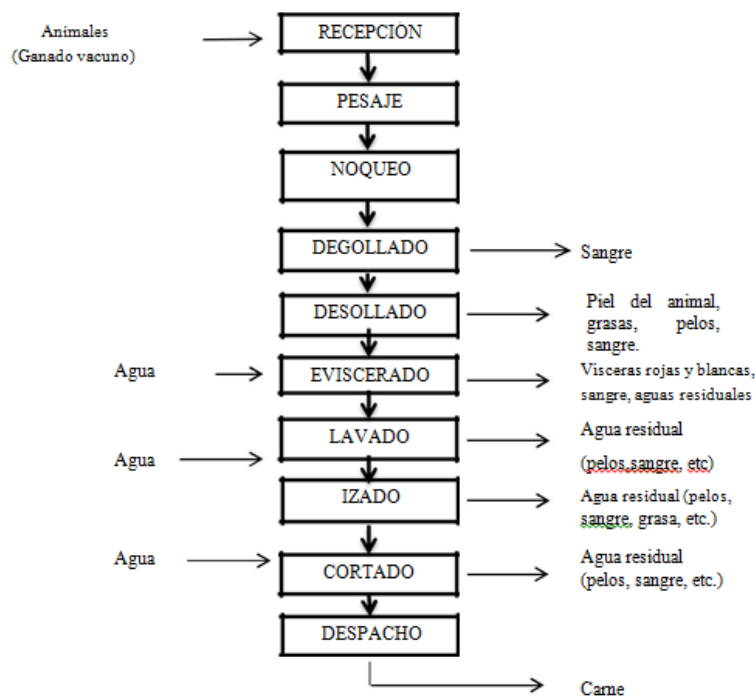 Animales
(Ganado vacuno)
RECEPCIÓN
PESAJE
NOQUEO
DEGOLLADO
Sangre
DESOLLADO
Piel del animal,
grasas, pelos,
sangre.
Agua
EVISCERADO
Visceras rojas y blancas,
sangre, aguas residuales
LAVADO
Agua residual
(pelos,sangre, etc)
Agua
IZADO
Agua residual (pelos,
sangre, grasa, etc.)
Agua
CORTADO
Agua residual
(pelos, sangre, etc.)
DESPACHO
Carne